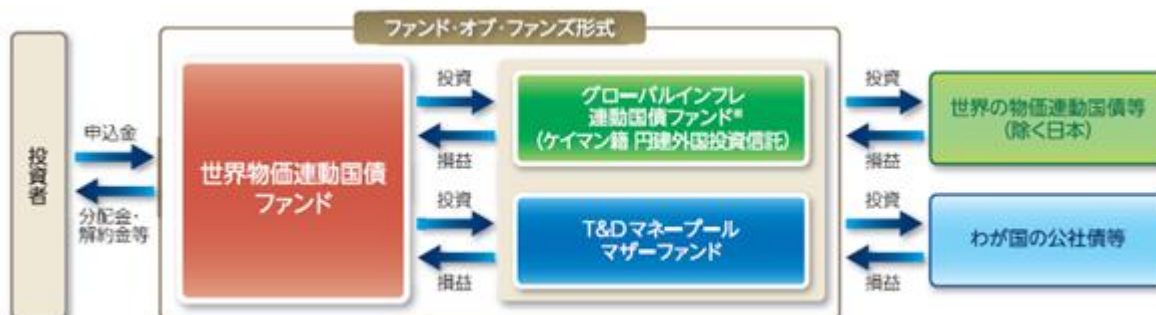 ファンド・オブ・ファンズ形式
投資者
申込金
分配金・
解約金等
世界物価連動国債
ファンド
投資
損益
投資
損益
グローバルインフレ
連動国債ファンド※
(ケイマン籍 円建外国投資信託)
T&Dマネープール
マザーファンド
投資
損益
投資
損益
世界の物価連動国債等
(除く日本)
わが国の公社債等